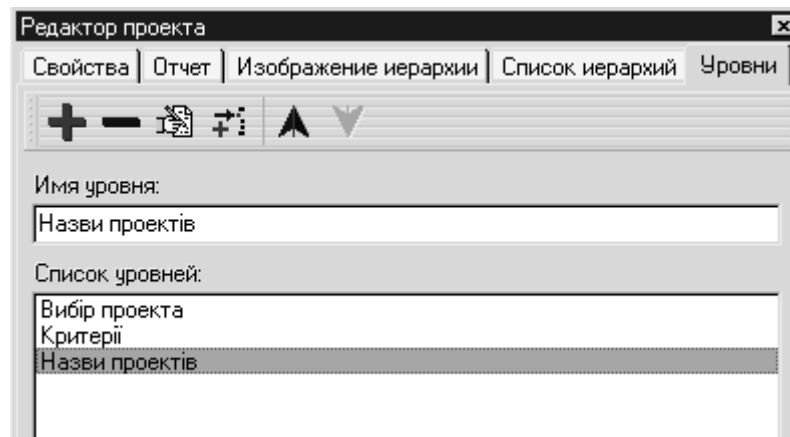 Редактор проекта
Свойства Отчет Изображение иерархии Список иерархий Уровни
Имя уровня:
Назви проектів
Список уровней:
Вибір проекта
Критерії
Назви проектів